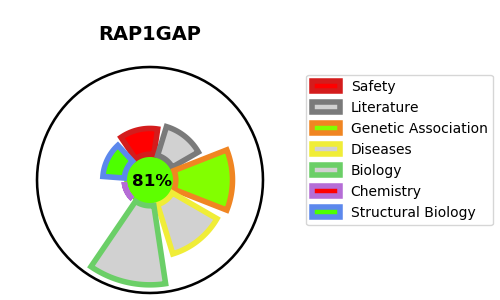 RAP1GAP
81%
Safety
Literature
Genetic Association
Diseases
Biology
Chemistry
Structural Biology